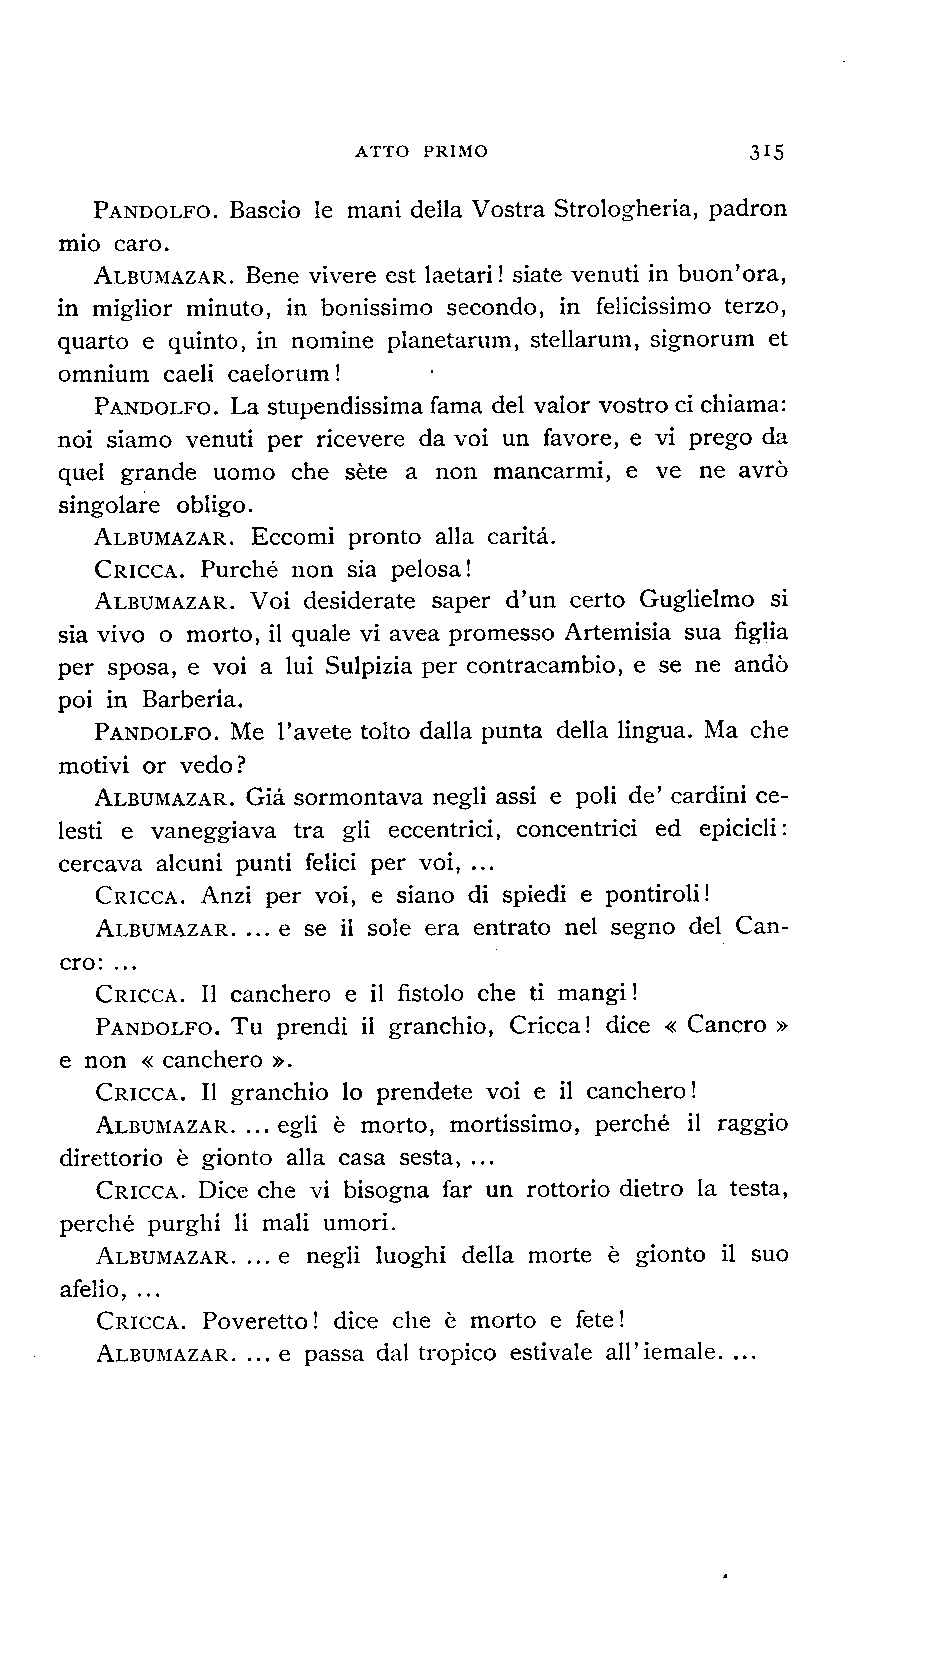 ATTO PRIMO 315
PANDOLFO. Bascio le mani della Vostra Strologheria, padron
mio caro.
ALBUMAZAR. Bene vivere est laetari! siate venuti in buon'ora,
in miglior minuto, in bonissimo secondo, in felicissimo terzo,
quarto e quinto, in nomine planetarum, stellarum, signorum et
omnium caeli caelorum!
PANDOLFO. La stupendissima fama del valor vostro ci chiama:
noi siamo venuti per ricevere da voi un favore, e vi prego da
quel grande uomo che sète a non mancarmi, e ve ne avrò
singolare obligo.
ALBUMAZAR. Eccomi pronto alla caritá.
CRICCA. Purché non sia pelosa!
ALBUMAZAR. Voi desiderate saper d'un certo Guglielmo si
sia vivo o morto, il quale vi avea promesso Artemisia sua figlia
per sposa, e voi a lui Sulpizia per contracambio, e se ne andò
poi in Barberia.
PANDOLFO. Me l'avete tolto dalla punta della lingua. Ma che
motivi or vedo?
ALBUMAZAR. Giá sormontava negli assi e poli de' cardini ce-
lesti e vaneggiava tra gli eccentrici, concentrici ed epicicli:
cercava alcuni punti felici per voi, ...
CRICCA. Anzi per voi, e siano di spiedi e pontiroli!
ALBUMAZAR. ... e se il sole era entrato nel segno del Can-
cro: ...
CRICCA. Il canchero e il fistolo che ti mangi!
PANDOLFO. Tu prendi il granchio, Cricca! dice « Cancro »
e non « canchero ».
CRICCA. Il granchio lo prendete voi e il canchero!
ALBUMAZAR. ... egli è morto, mortissimo, perché il raggio
direttorio è gionto alla casa sesta, ...
CRICCA. Dice che vi bisogna far un rottorio dietro la testa,
perché purghi li mali umori.
ALBUMAZAR. ... e negli luoghi della morte è gionto il suo
afelio, ...
CRICCA. Poveretto! dice che è morto e fete!
ALBUMAZAR. ... e passa dal tropico estivale all'iemale. ...